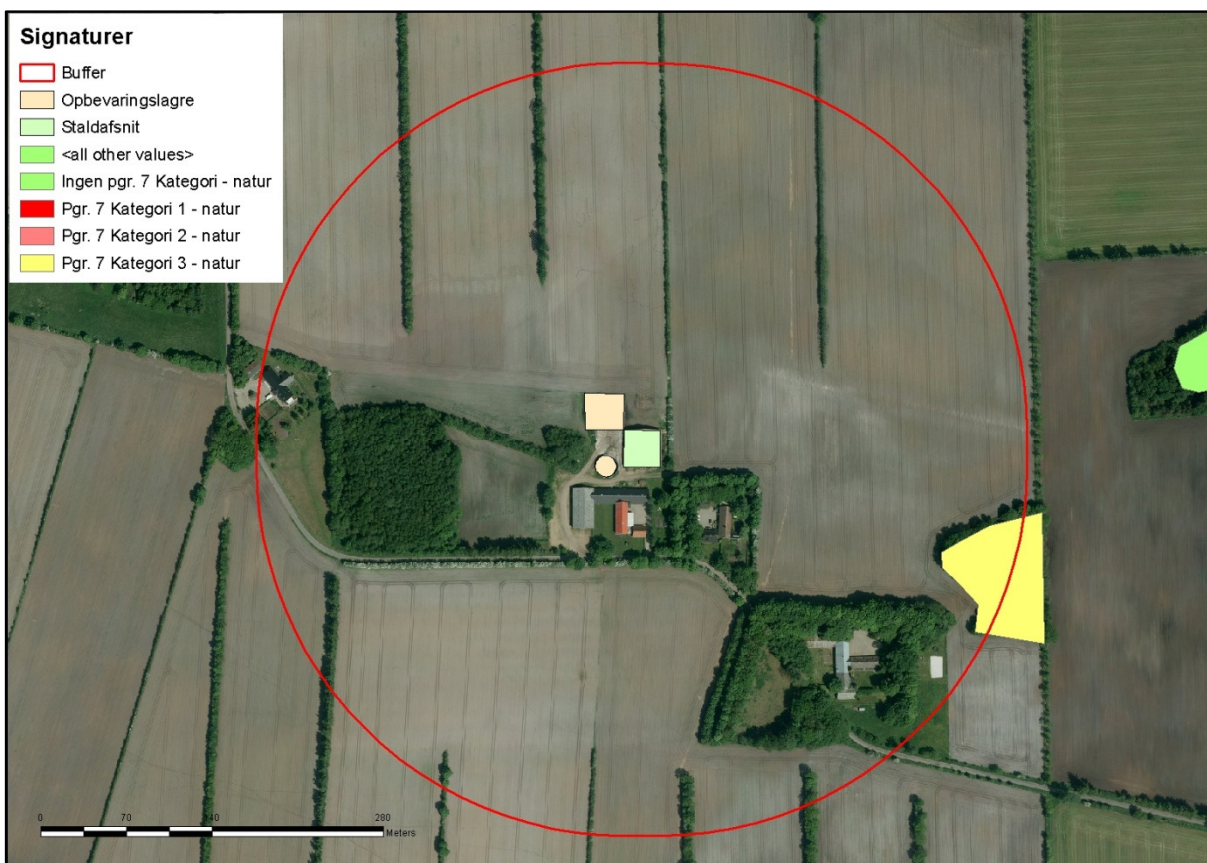 Signaturer
Buffer
Opbevaringslagre
Staldafsnit
<all other values>
Ingen pgr. 7 Kategori - natur
Pgr. 7 Kategori 1 - natur
Pgr. 7 Kategori 2 - natur
Pgr. 7 Kategori 3 - natur
0 70 140 280
Meters